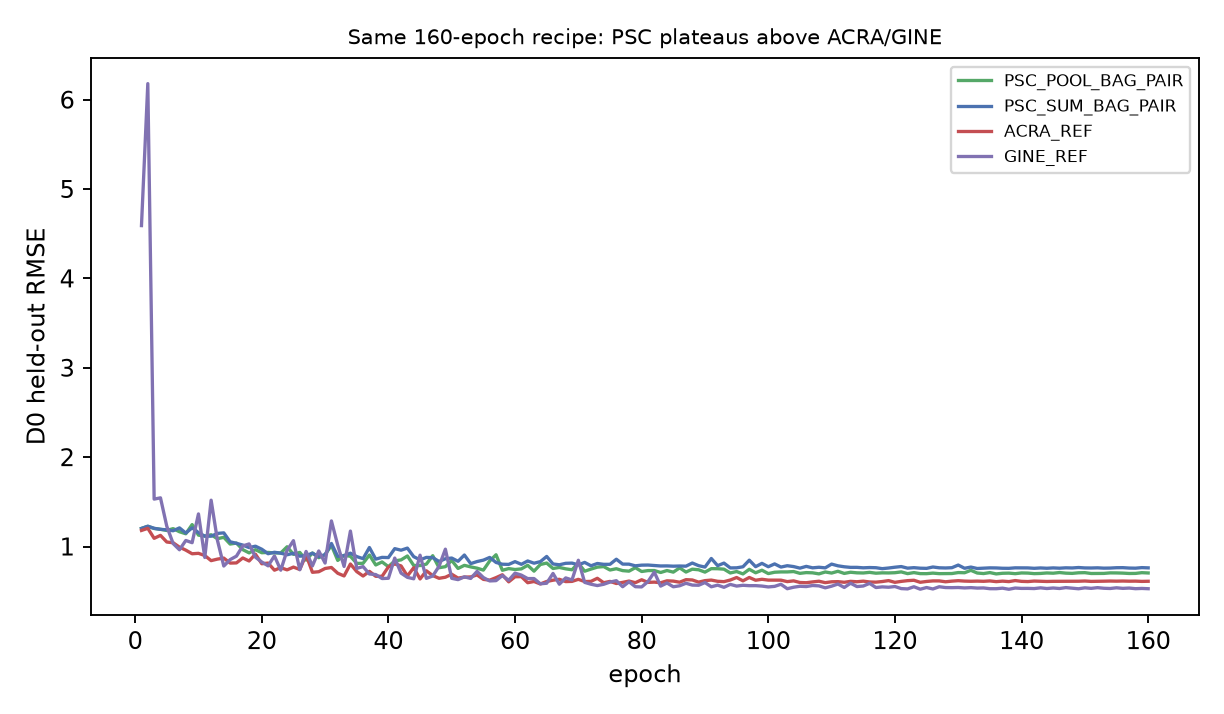 Same 160-epoch recipe: PSC plateaus above ACRA/GINE
PSC_POOL_BAG_PAIR
PSC_SUM_BAG_PAIR
ACRA_REF
GINE_REF
D0 held-out RMSE
6
5
4
3
2
1
0 20 40 60 80 100 120 140 160
epoch